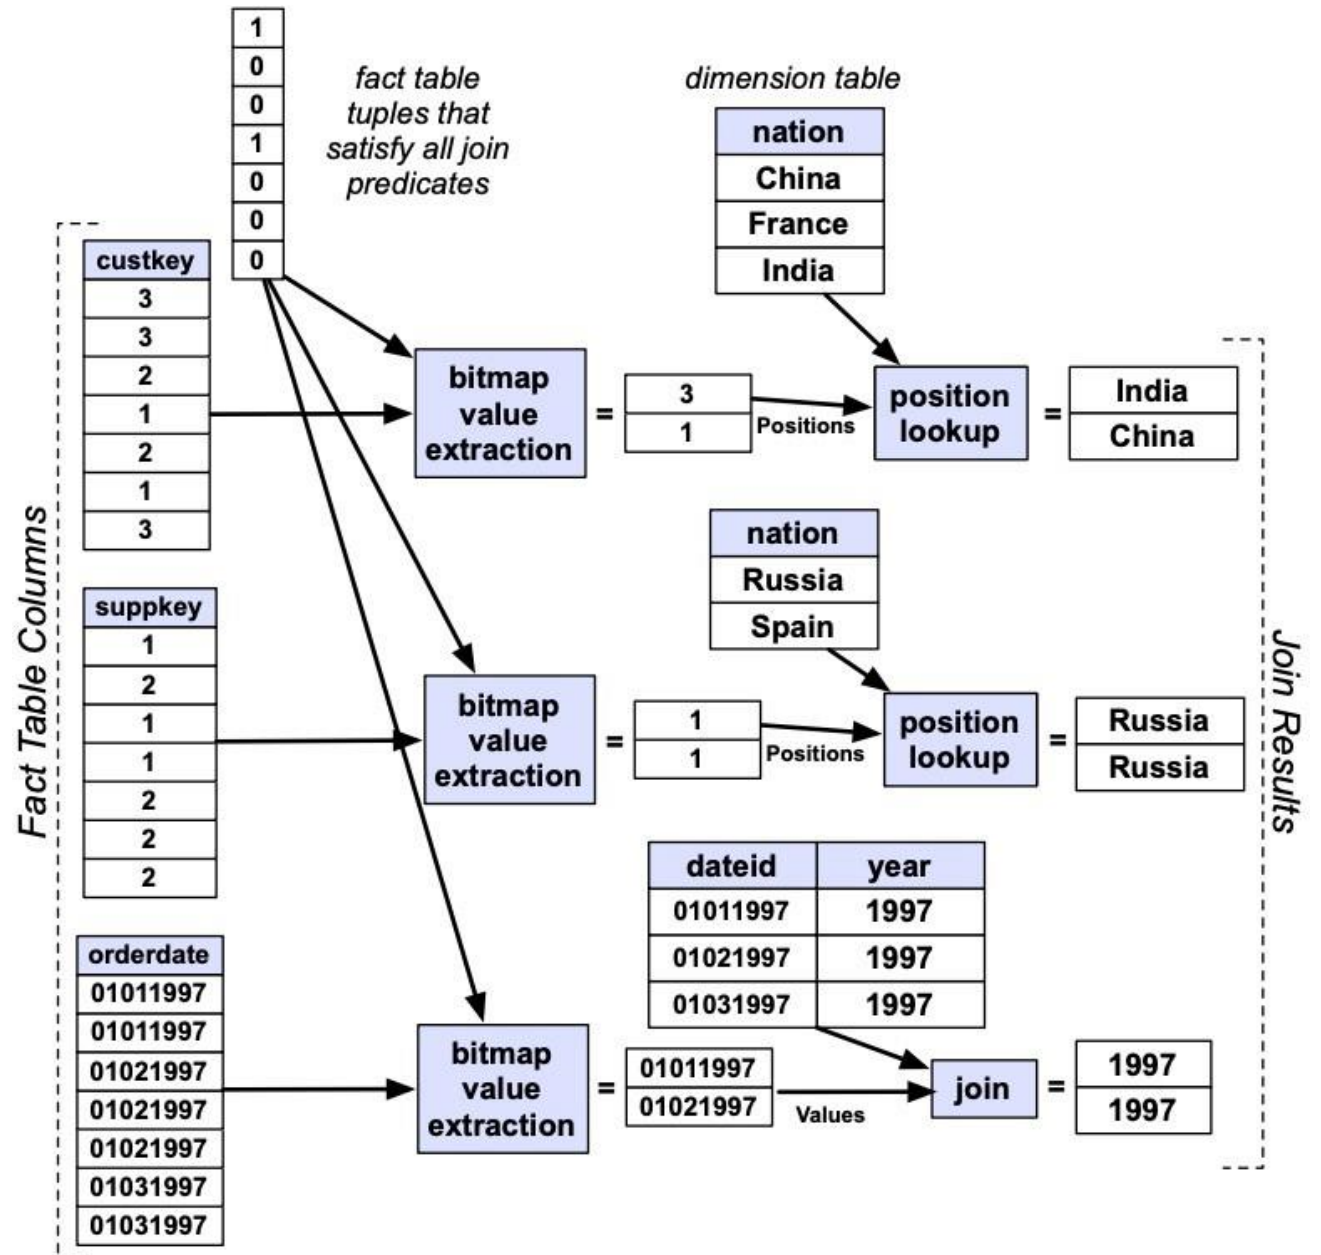 1
0
0
1
0
0
0
fact table
tuples that
satisfy all join
predicates
dimension table
nation
China
France
India
Fact Table Columns
custkey
3
3
2
1
2
1
3
bitmap
value
extraction
=
3
1
Positions
position
lookup
=
India
China
suppkey
1
2
1
1
2
2
2
bitmap
value
extraction
=
1
1
Positions
nation
Russia
Spain
position
lookup
=
Russia
Russia
orderdate
01011997
01011997
01021997
01021997
01021997
01031997
01031997
bitmap
value
extraction
=
01011997
01021997
Values
dateid year
01011997 1997
01021997 1997
01031997 1997
join
=
1997
1997
Join Results